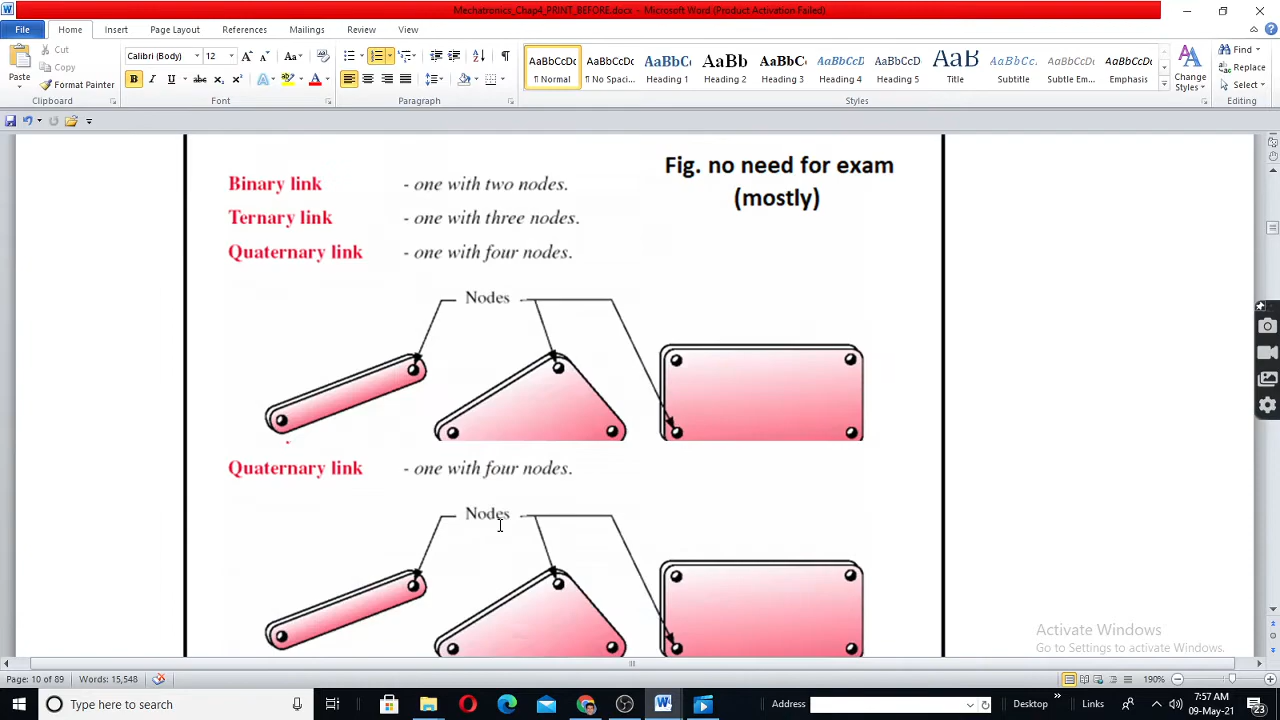 Mechatronics_Chap4_PRINT_BEFORE.docx - Microsoft Word (Product Activation Failed)
File Home Insert Page Layout References Mailings Review View
Paste
Cut
Copy
Format Painter
Clipboard
Calibri (Body) 12
Font
Paragraph
AaBbCcDc AaBbCcDc AaBbC AaBb AaBbC AaBbCcI AaBbCcD AaB AaBbCc. AaBbCcDc AaBbCcDc
¶ Normal ¶ No Spaci... Heading 1 Heading 2 Heading 3 Heading 4 Heading 5 Title Subtitle Subtle Em... Emphasis
Styles
Change
Styles
Find
Replace
Select
Editing
Fig. no need for exam
(mostly)
Binary link - one with two nodes.
Ternary link - one with three nodes.
Quaternary link - one with four nodes.
Nodes
Quaternary link - one with four nodes.
Nodes
Activate Windows
Go to Settings to activate Windows.
Page: 10 of 89 Words: 15,548 190%
Type here to search
Address
Desktop
Links
7:57 AM
09-May-21